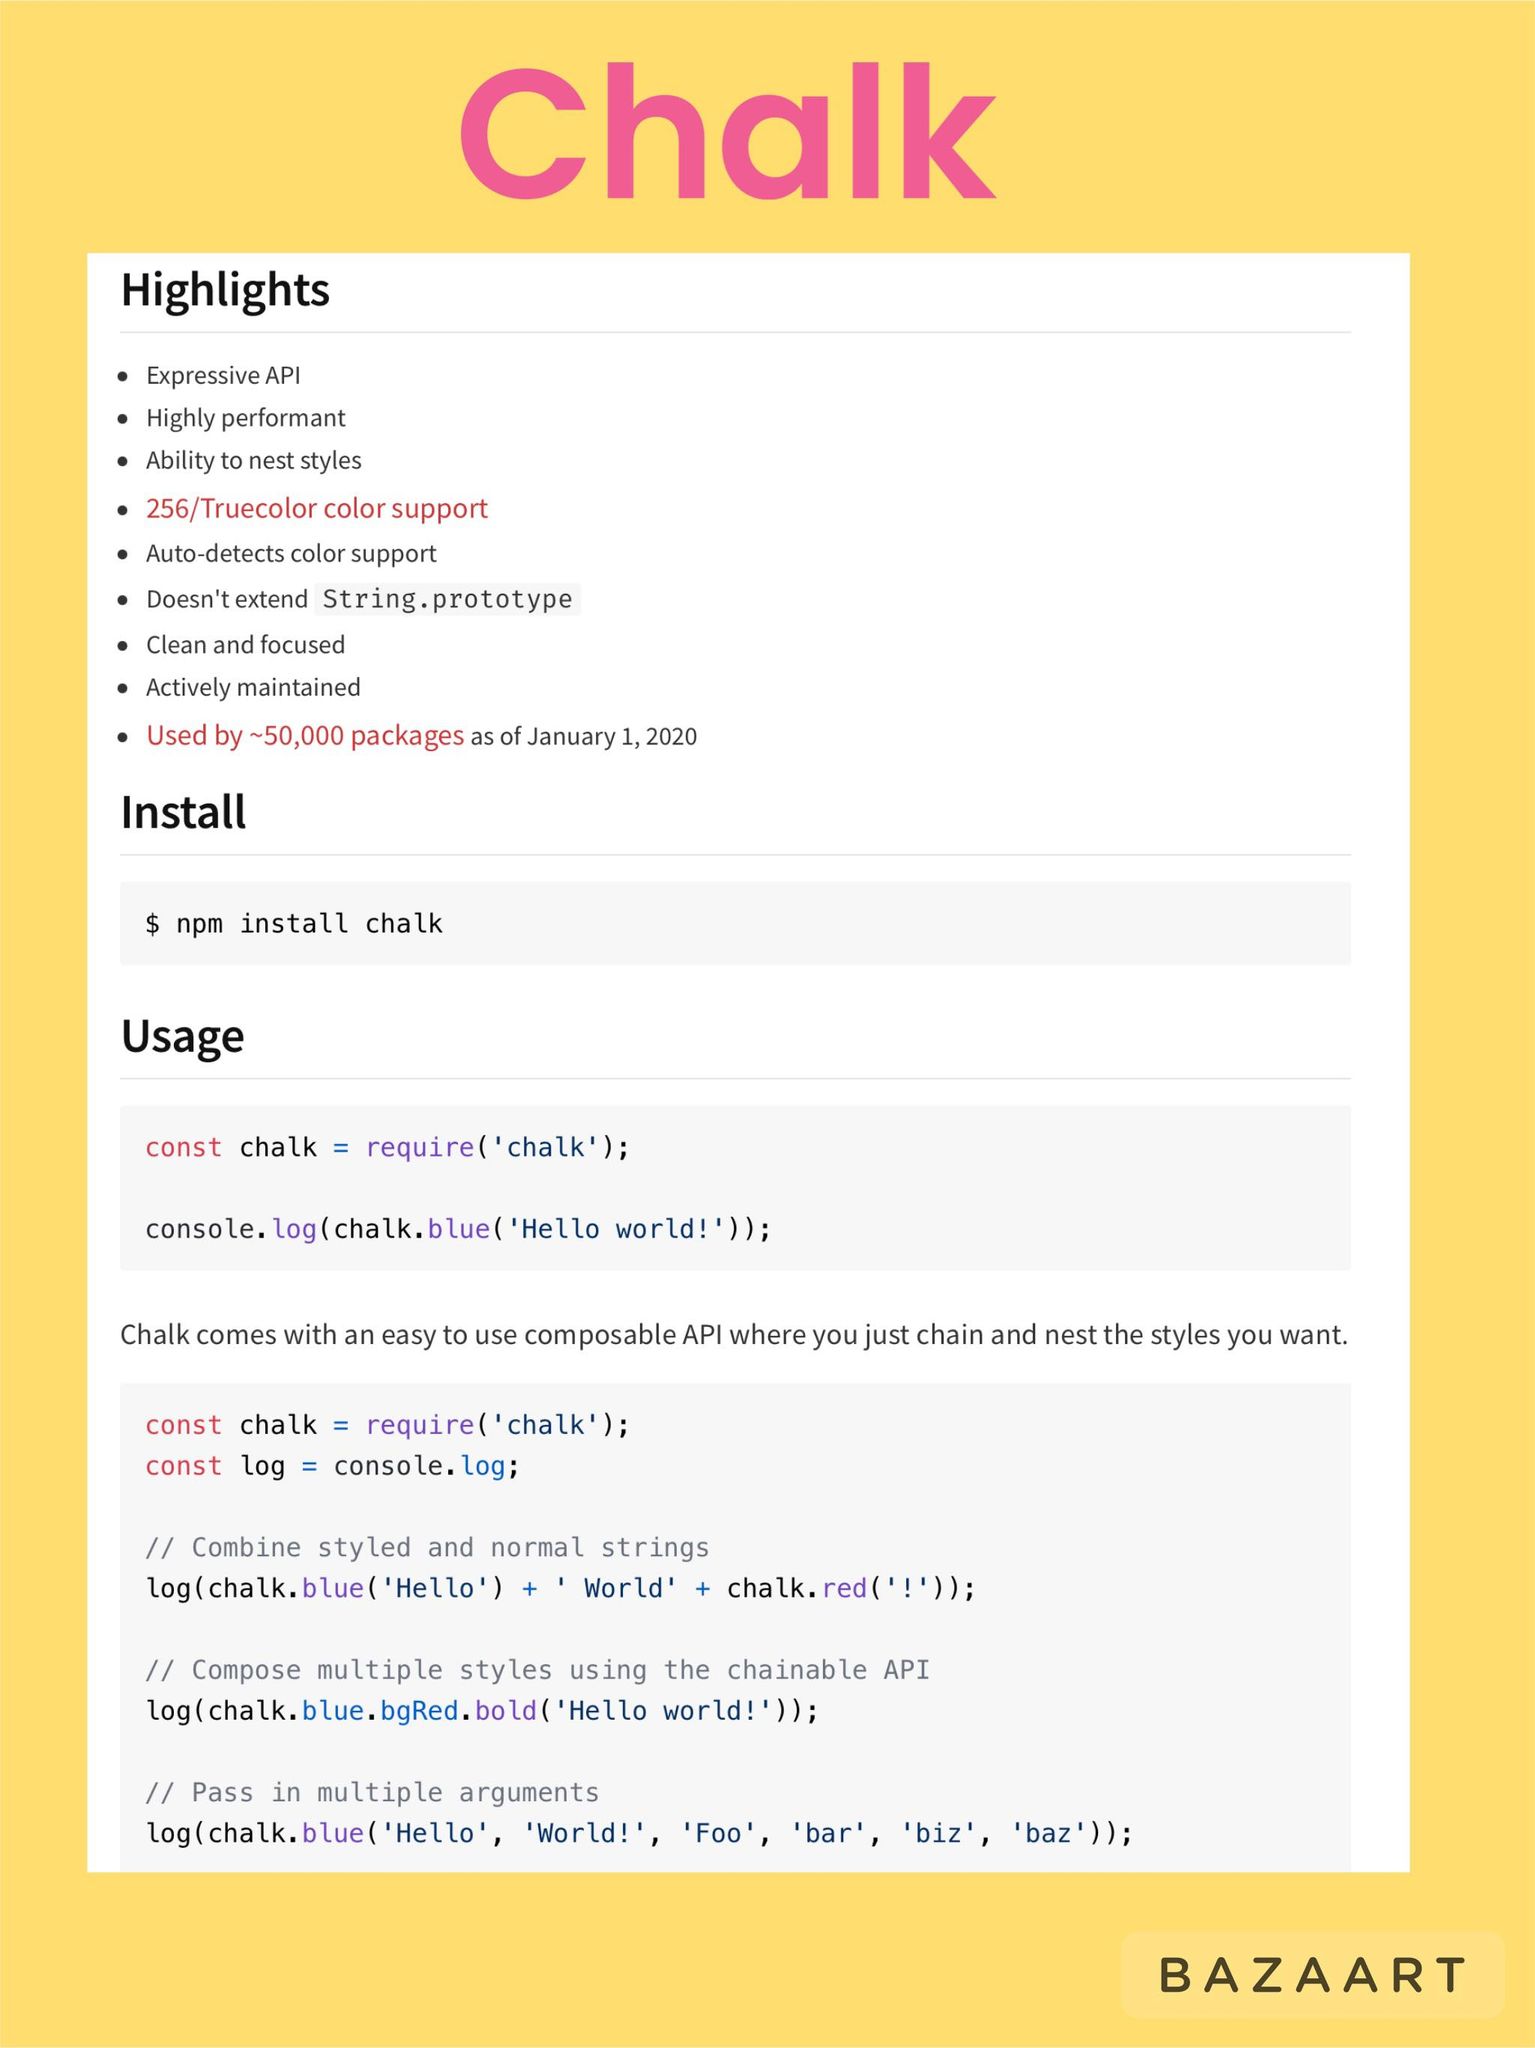 Chalk
Highlights
• Expressive API
• Highly performant
• Ability to nest styles
• 256/Truecolor color support
• Auto-detects color support
• Doesn't extend String.prototype
• Clean and focused
• Actively maintained
• Used by ~50,000 packages as of January 1, 2020
Install
$ npm install chalk
Usage
const chalk = require('chalk');
console.log(chalk.blue('Hello world!'));
Chalk comes with an easy to use composable API where you just chain and nest the styles you want.
const chalk = require('chalk');
const log = console.log;
// Combine styled and normal strings
log(chalk.blue('Hello') + ' World' + chalk.red('!'));
// Compose multiple styles using the chainable API
log(chalk.blue.bgRed.bold('Hello world!'));
// Pass in multiple arguments
log(chalk.blue('Hello', 'World!', 'Foo', 'bar', 'biz', 'baz'));
BAZAART